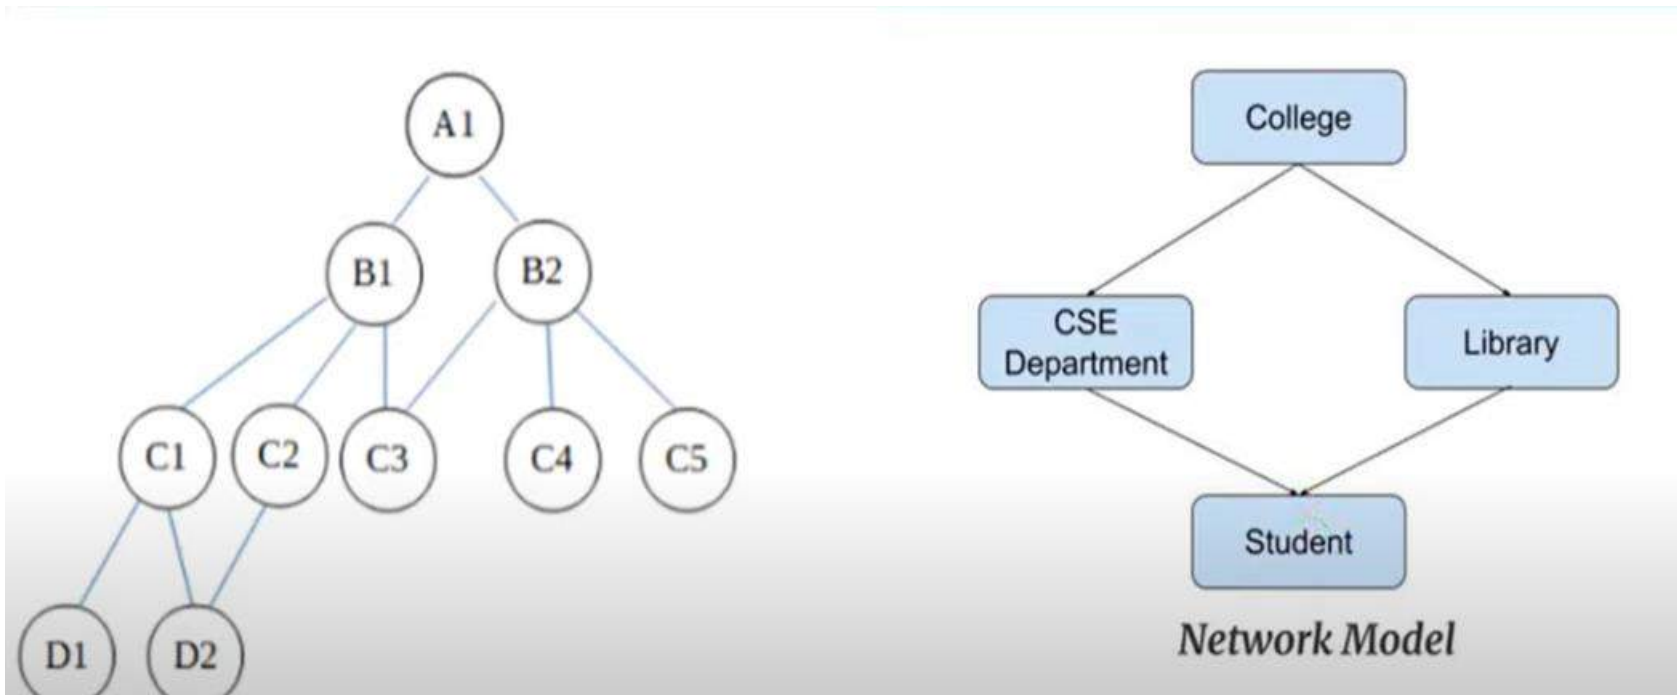 A1
B1
B2
C1
C2
C3
C4
C5
D1
D2
College
CSE
Department
Library
Student
Network Model